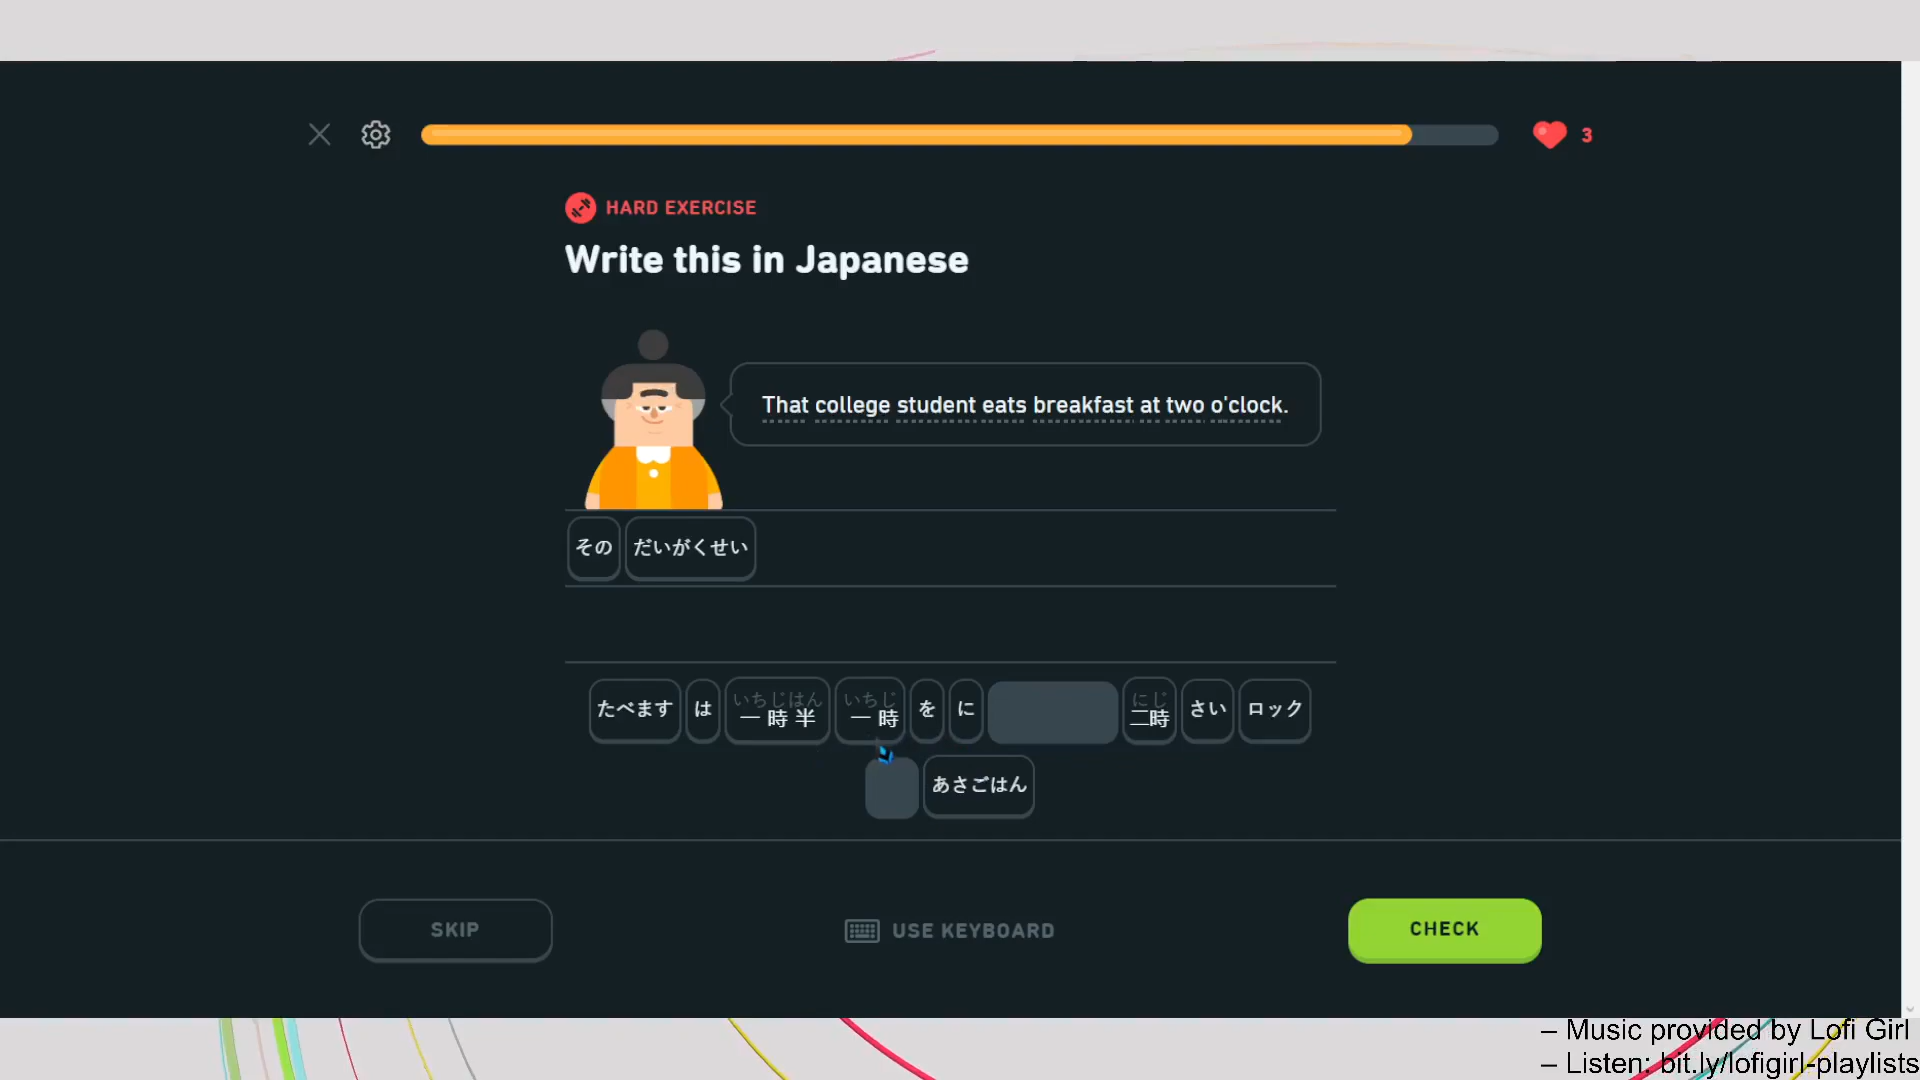 3
HARD EXERCISE
Write this in Japanese
That college student eats breakfast at two o'clock.
その だいがくせい
たべます は いちじはん 一時半 いちじ 一時 を に にじ 二時 さい ロック
あさごはん
SKIP USE KEYBOARD CHECK
– Music provided by Lofi Girl
– Listen: bit.ly/lofigirl-playlists